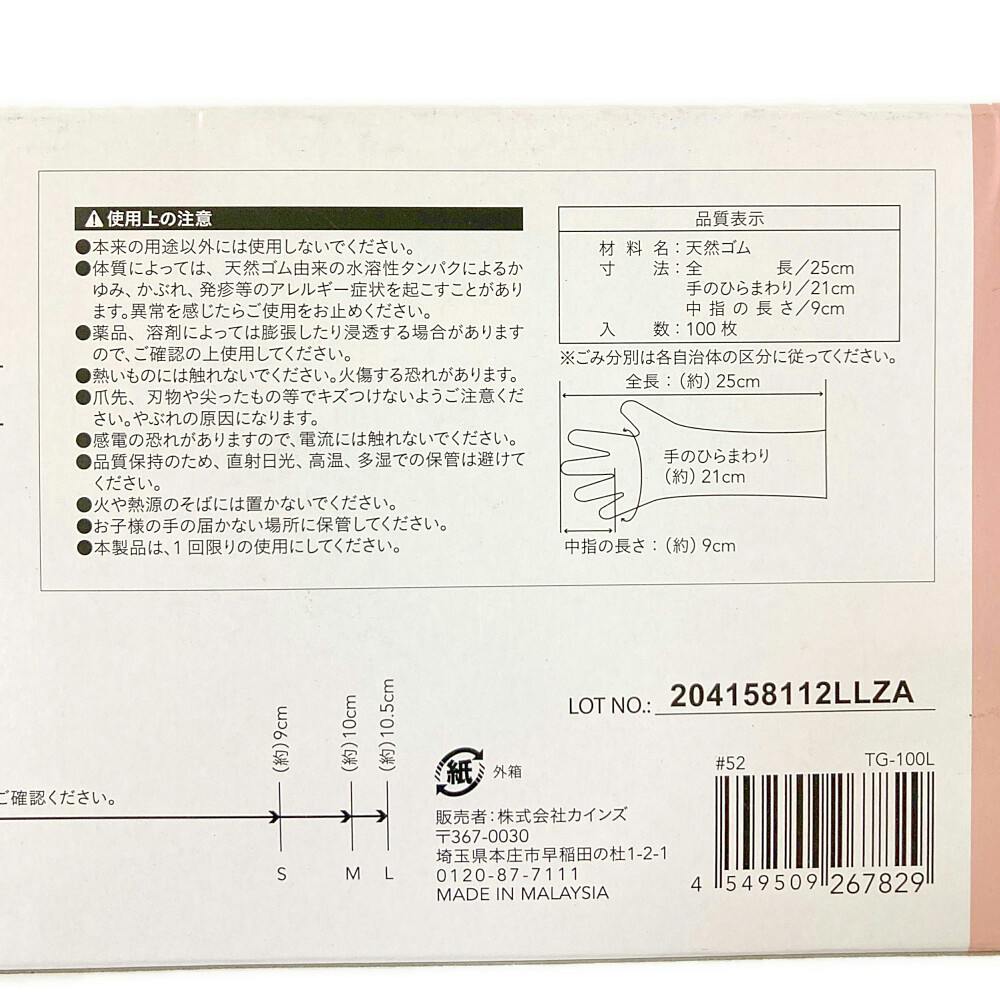 ⚠使用上の注意
●本来の用途以外には使用しないでください。
●体質によっては、天然ゴム由来の水溶性タンパクによるか
ゆみ、かぶれ、発疹等のアレルギー症状を起こすことがあり
ます。異常を感じたらご使用をお止めください。
●薬品、溶剤によっては膨張したり浸透する場合があります
ので、ご確認の上使用してください。
●熱いものには触れないでください。火傷する恐れがあります。
●爪先、刃物や尖ったもの等でキズつけないようご注意くだ
さい。やぶれの原因になります。
●感電の恐れがありますので、電流には触れないでください。
●品質保持のため、直射日光、高温、多湿での保管は避けて
ください。
●火や熱源のそばには置かないでください。
●お子様の手の届かない場所に保管してください。
●本製品は、1回限りの使用にしてください。
品質表示
材料名：天然ゴム
寸法：全長／25cm
手のひらまわり／21cm
中指の長さ／9cm
入数：100枚
※ごみ分別は各自治体の区分に従ってください。
全長：（約）25cm
手のひらまわり
（約）21cm
中指の長さ：（約）9cm
LOT NO.: 204158112LLZA
（約）9cm
（約）10cm
（約）10.5cm
ご確認ください。
S M L
紙 外箱
販売者：株式会社カインズ
〒367-0030
埼玉県本庄市早稲田の杜1-2-1
0120-87-7111
MADE IN MALAYSIA
#52 TG-100L
4 549509 267829